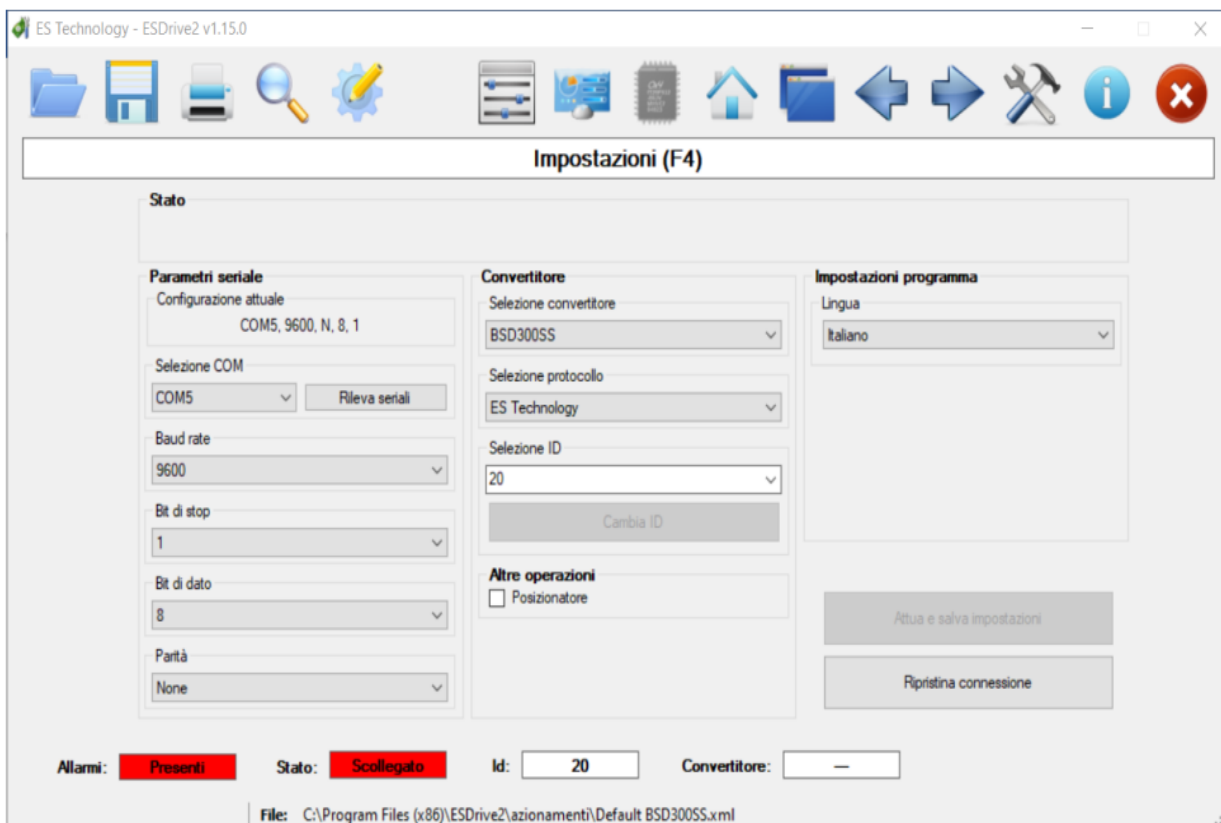 ES Technology - ESDrive2 v1.15.0
Impostazioni (F4)
Stato
Parametri seriale
Configurazione attuale
COM5, 9600, N, 8, 1
Selezione COM
COM5
Rileva seriali
Baud rate
9600
Bit di stop
1
Bit di dato
8
Parità
None
Convertitore
Selezione convertitore
BSD300SS
Selezione protocollo
ES Technology
Selezione ID
20
Cambia ID
Altre operazioni
Posizionatore
Impostazioni programma
Lingua
Italiano
Attua e salva impostazioni
Ripristina connessione
Allarmi: Presenti Stato: Scollegato Id: 20 Convertitore: —
File: C:\Program Files (x86)\ESDrive2\azionamenti\Default BSD300SS.xml